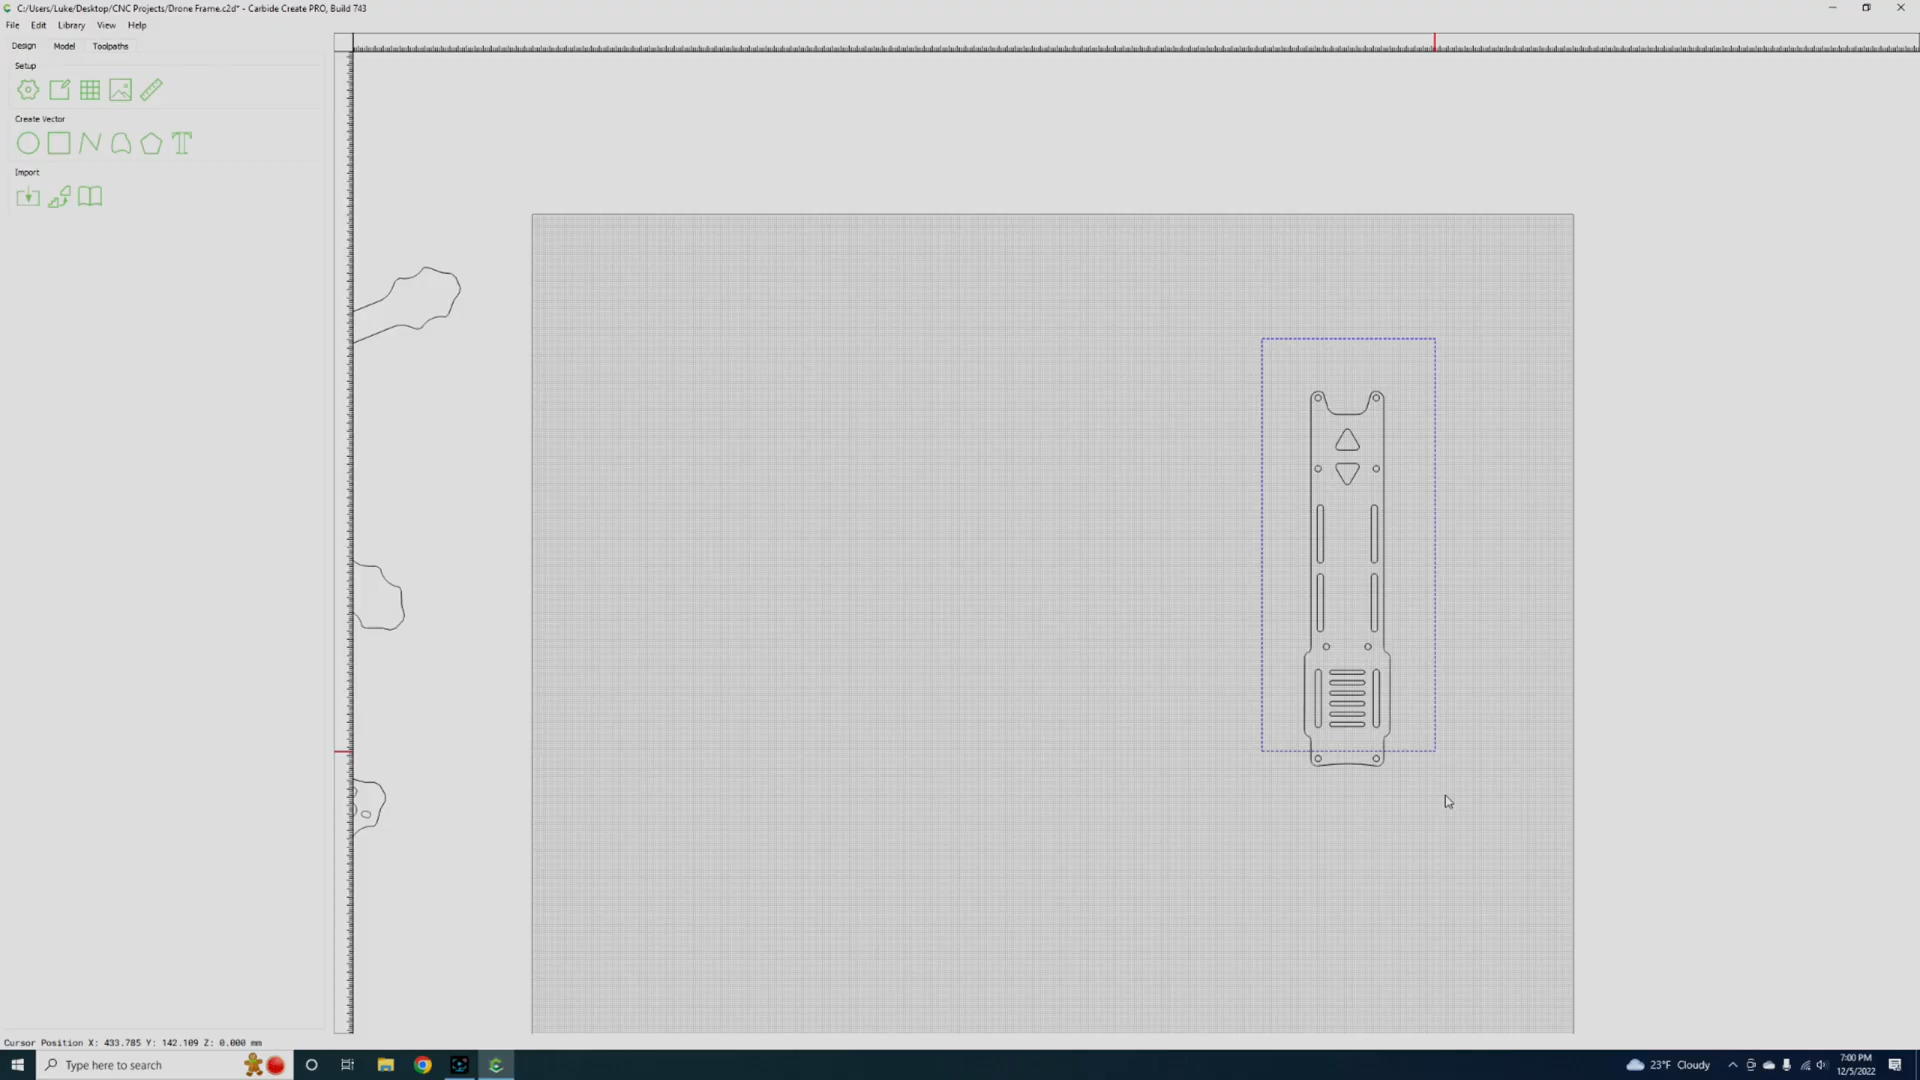 C:/Users/Luke/Desktop/CNC Projects/Drone Frame.c2d* - Carbide Create PRO, Build 743
File Edit Library View Help
Design Model Toolpaths
Setup
Create Vector
Import
Cursor Position X: 433.785 Y: 142.109 Z: 0.000 mm
Type here to search
23°F Cloudy
7:00 PM
12/5/2022